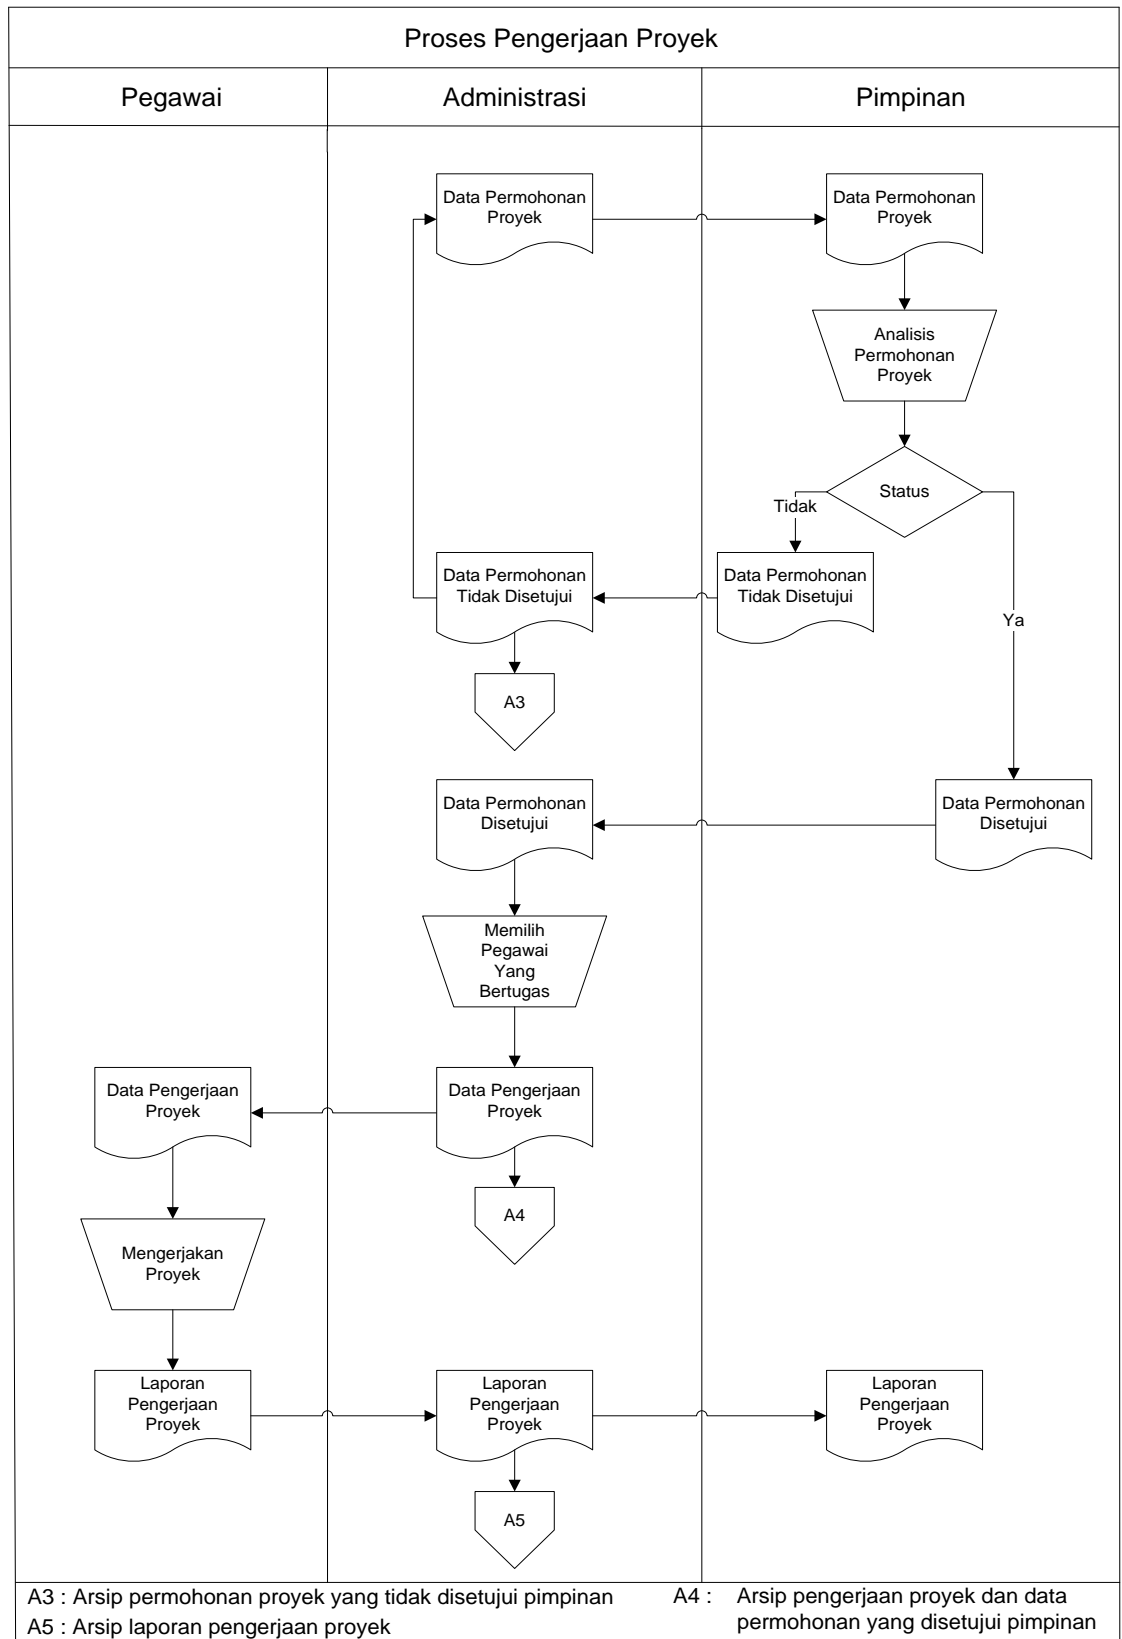 Proses Pengerjaan Proyek
Pegawai
Administrasi
Pimpinan
Data Permohonan
Proyek
Data Permohonan
Proyek
Analisis
Permohonan
Proyek
Status
Tidak
Ya
Data Permohonan
Tidak Disetujui
Data Permohonan
Tidak Disetujui
A3
Data Permohonan
Disetujui
Data Permohonan
Disetujui
Memilih
Pegawai
Yang
Bertugas
Data Pengerjaan
Proyek
Data Pengerjaan
Proyek
A4
Mengerjakan
Proyek
Laporan
Pengerjaan
Proyek
Laporan
Pengerjaan
Proyek
Laporan
Pengerjaan
Proyek
A5
A3 : Arsip permohonan proyek yang tidak disetujui pimpinan
A5 : Arsip laporan pengerjaan proyek
A4 : Arsip pengerjaan proyek dan data
permohonan yang disetujui pimpinan